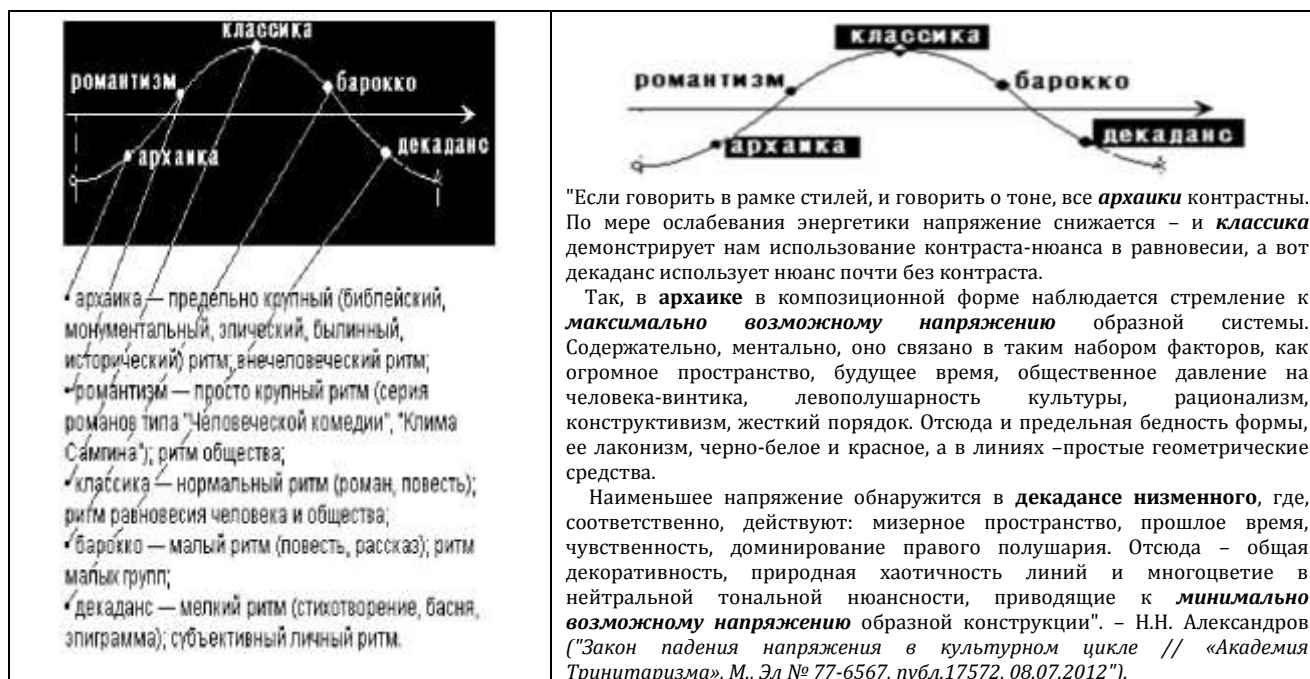 классика
романтизм
барокко
архаика
декаданс
• архаика — предельно крупный (библейский,
монументальный, эпический, былинный,
исторический) ритм; внечеловеческий ритм;
• романтизм — просто крупный ритм (серия
романов типа "Человеческой комедии", "Клима
Самгина"); ритм общества;
• классика — нормальный ритм (роман, повесть);
ритм равновесия человека и общества;
• барокко — малый ритм (повесть, рассказ); ритм
малых групп;
• декаданс — мелкий ритм (стихотворение, басня,
эпиграмма); субъективный личный ритм.
классика
романтизм
барокко
архаика
декаданс
"Если говорить в рамке стилей, и говорить о тоне, все архаики контрастны.
По мере ослабевания энергетики напряжение снижается – и классика
демонстрирует нам использование контраста-нюанса в равновесии, а вот
декаданс использует нюанс почти без контраста.
Так, в архаике в композиционной форме наблюдается стремление к
максимально возможному напряжению образной системы.
Содержательно, ментально, оно связано в таким набором факторов, как
огромное пространство, будущее время, общественное давление на
человека-винтика, левополушарность культуры, рационализм,
конструктивизм, жесткий порядок. Отсюда и предельная бедность формы,
ее лаконизм, черно-белое и красное, а в линиях –простые геометрические
средства.
Наименьшее напряжение обнаружится в декадансе низменного, где,
соответственно, действуют: мизерное пространство, прошлое время,
чувственность, доминирование правого полушария. Отсюда – общая
декоративность, природная хаотичность линий и многоцветие в
нейтральной тональной нюансности, приводящие к минимально
возможному напряжению образной конструкции". – Н.Н. Александров
("Закон падения напряжения в культурном цикле // «Академия
Тринитаризма», М., Эл № 77-6567, публ.17572, 08.07.2012").